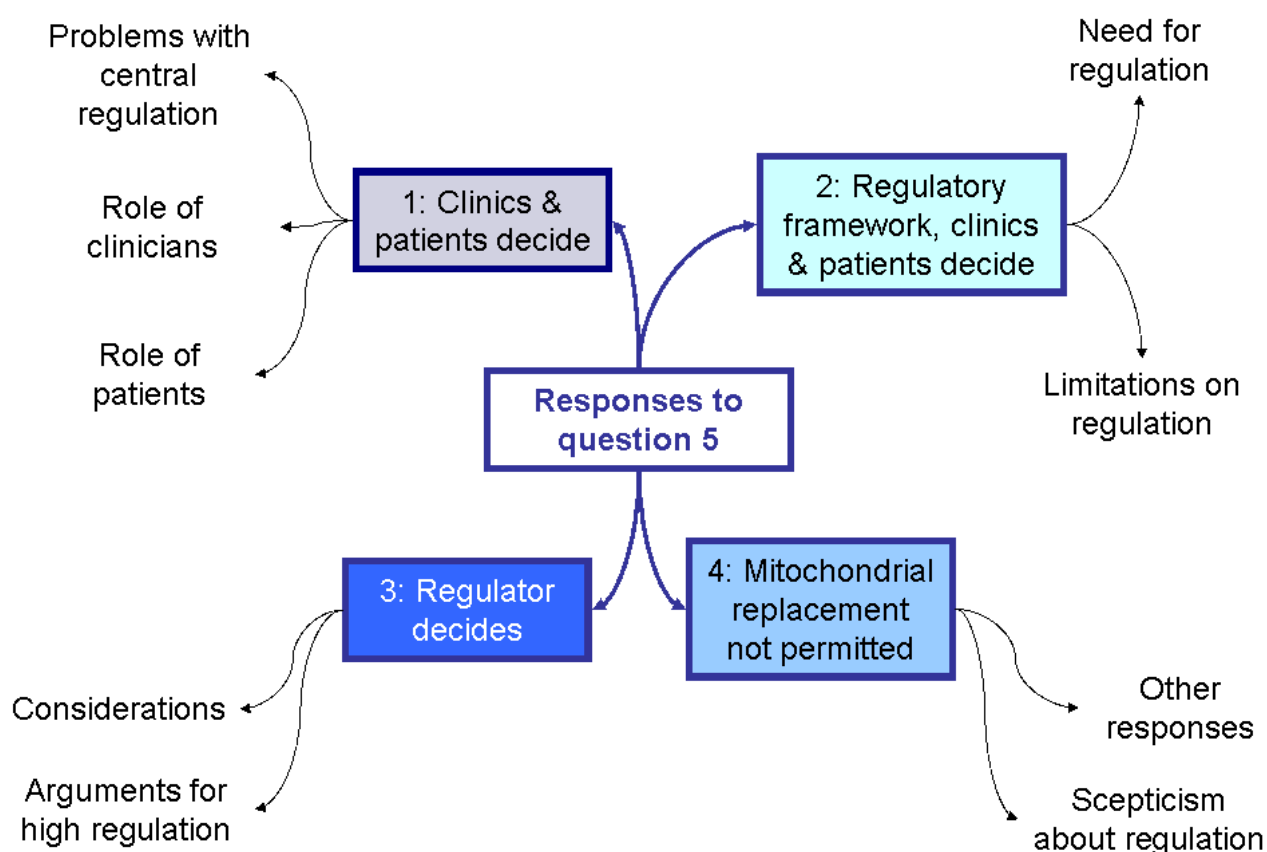 Problems with
central
regulation
Role of
clinicians
Role of
patients
1: Clinics &
patients decide
Need for
regulation
2: Regulatory
framework, clinics
& patients decide
Limitations on
regulation
Responses to
question 5
3: Regulator
decides
Considerations
Arguments for
high regulation
4: Mitochondrial
replacement
not permitted
Other
responses
Scepticism
about regulation